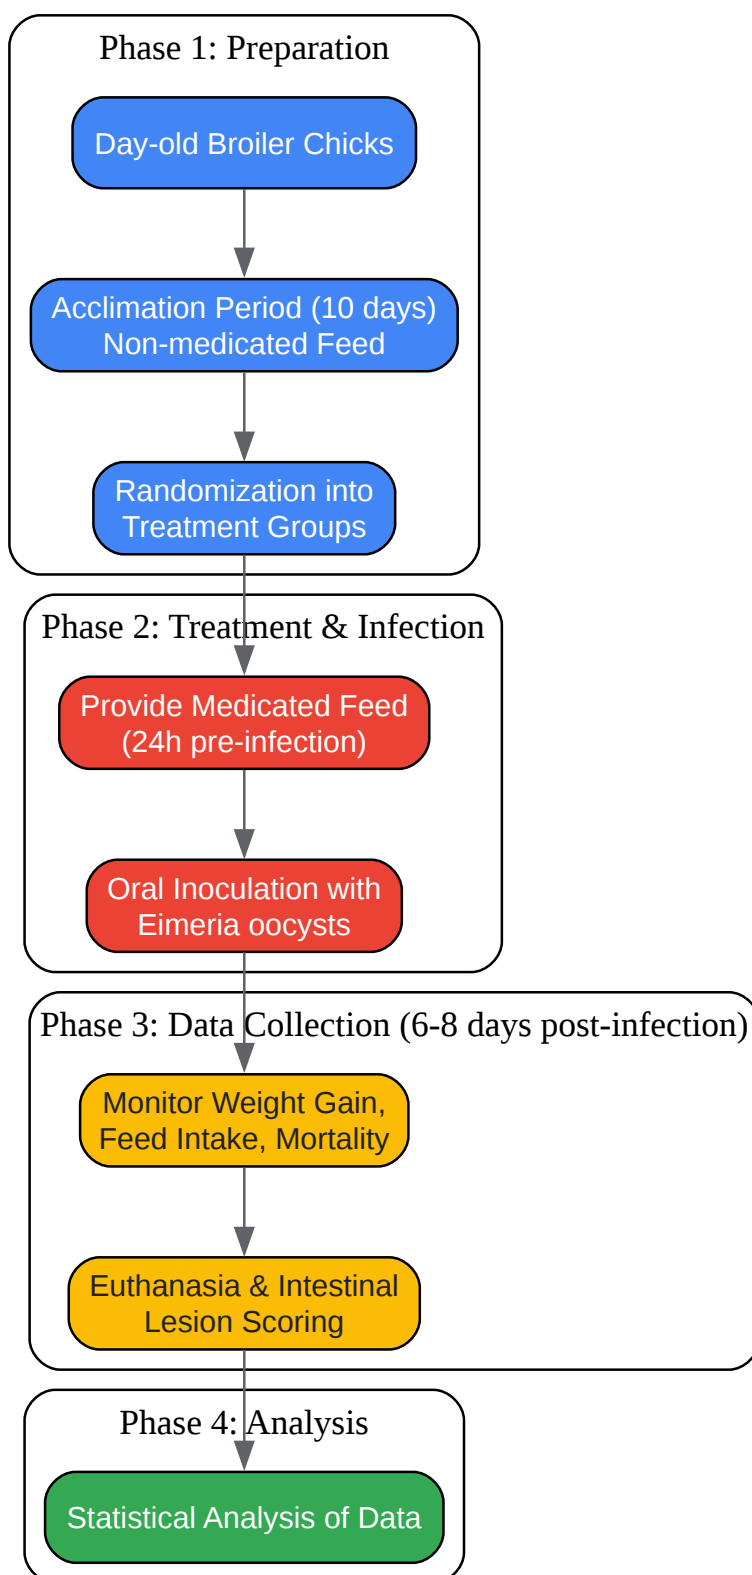 Phase 1: Preparation
Day-old Broiler Chicks
Acclimation Period (10 days)
Non-medicated Feed
Randomization into
Treatment Groups
Phase 2: Treatment & Infection
Provide Medicated Feed
(24h pre-infection)
Oral Inoculation with
Eimeria oocysts
Phase 3: Data Collection (6-8 days post-infection)
Monitor Weight Gain,
Feed Intake, Mortality
Euthanasia & Intestinal
Lesion Scoring
Phase 4: Analysis
Statistical Analysis of Data